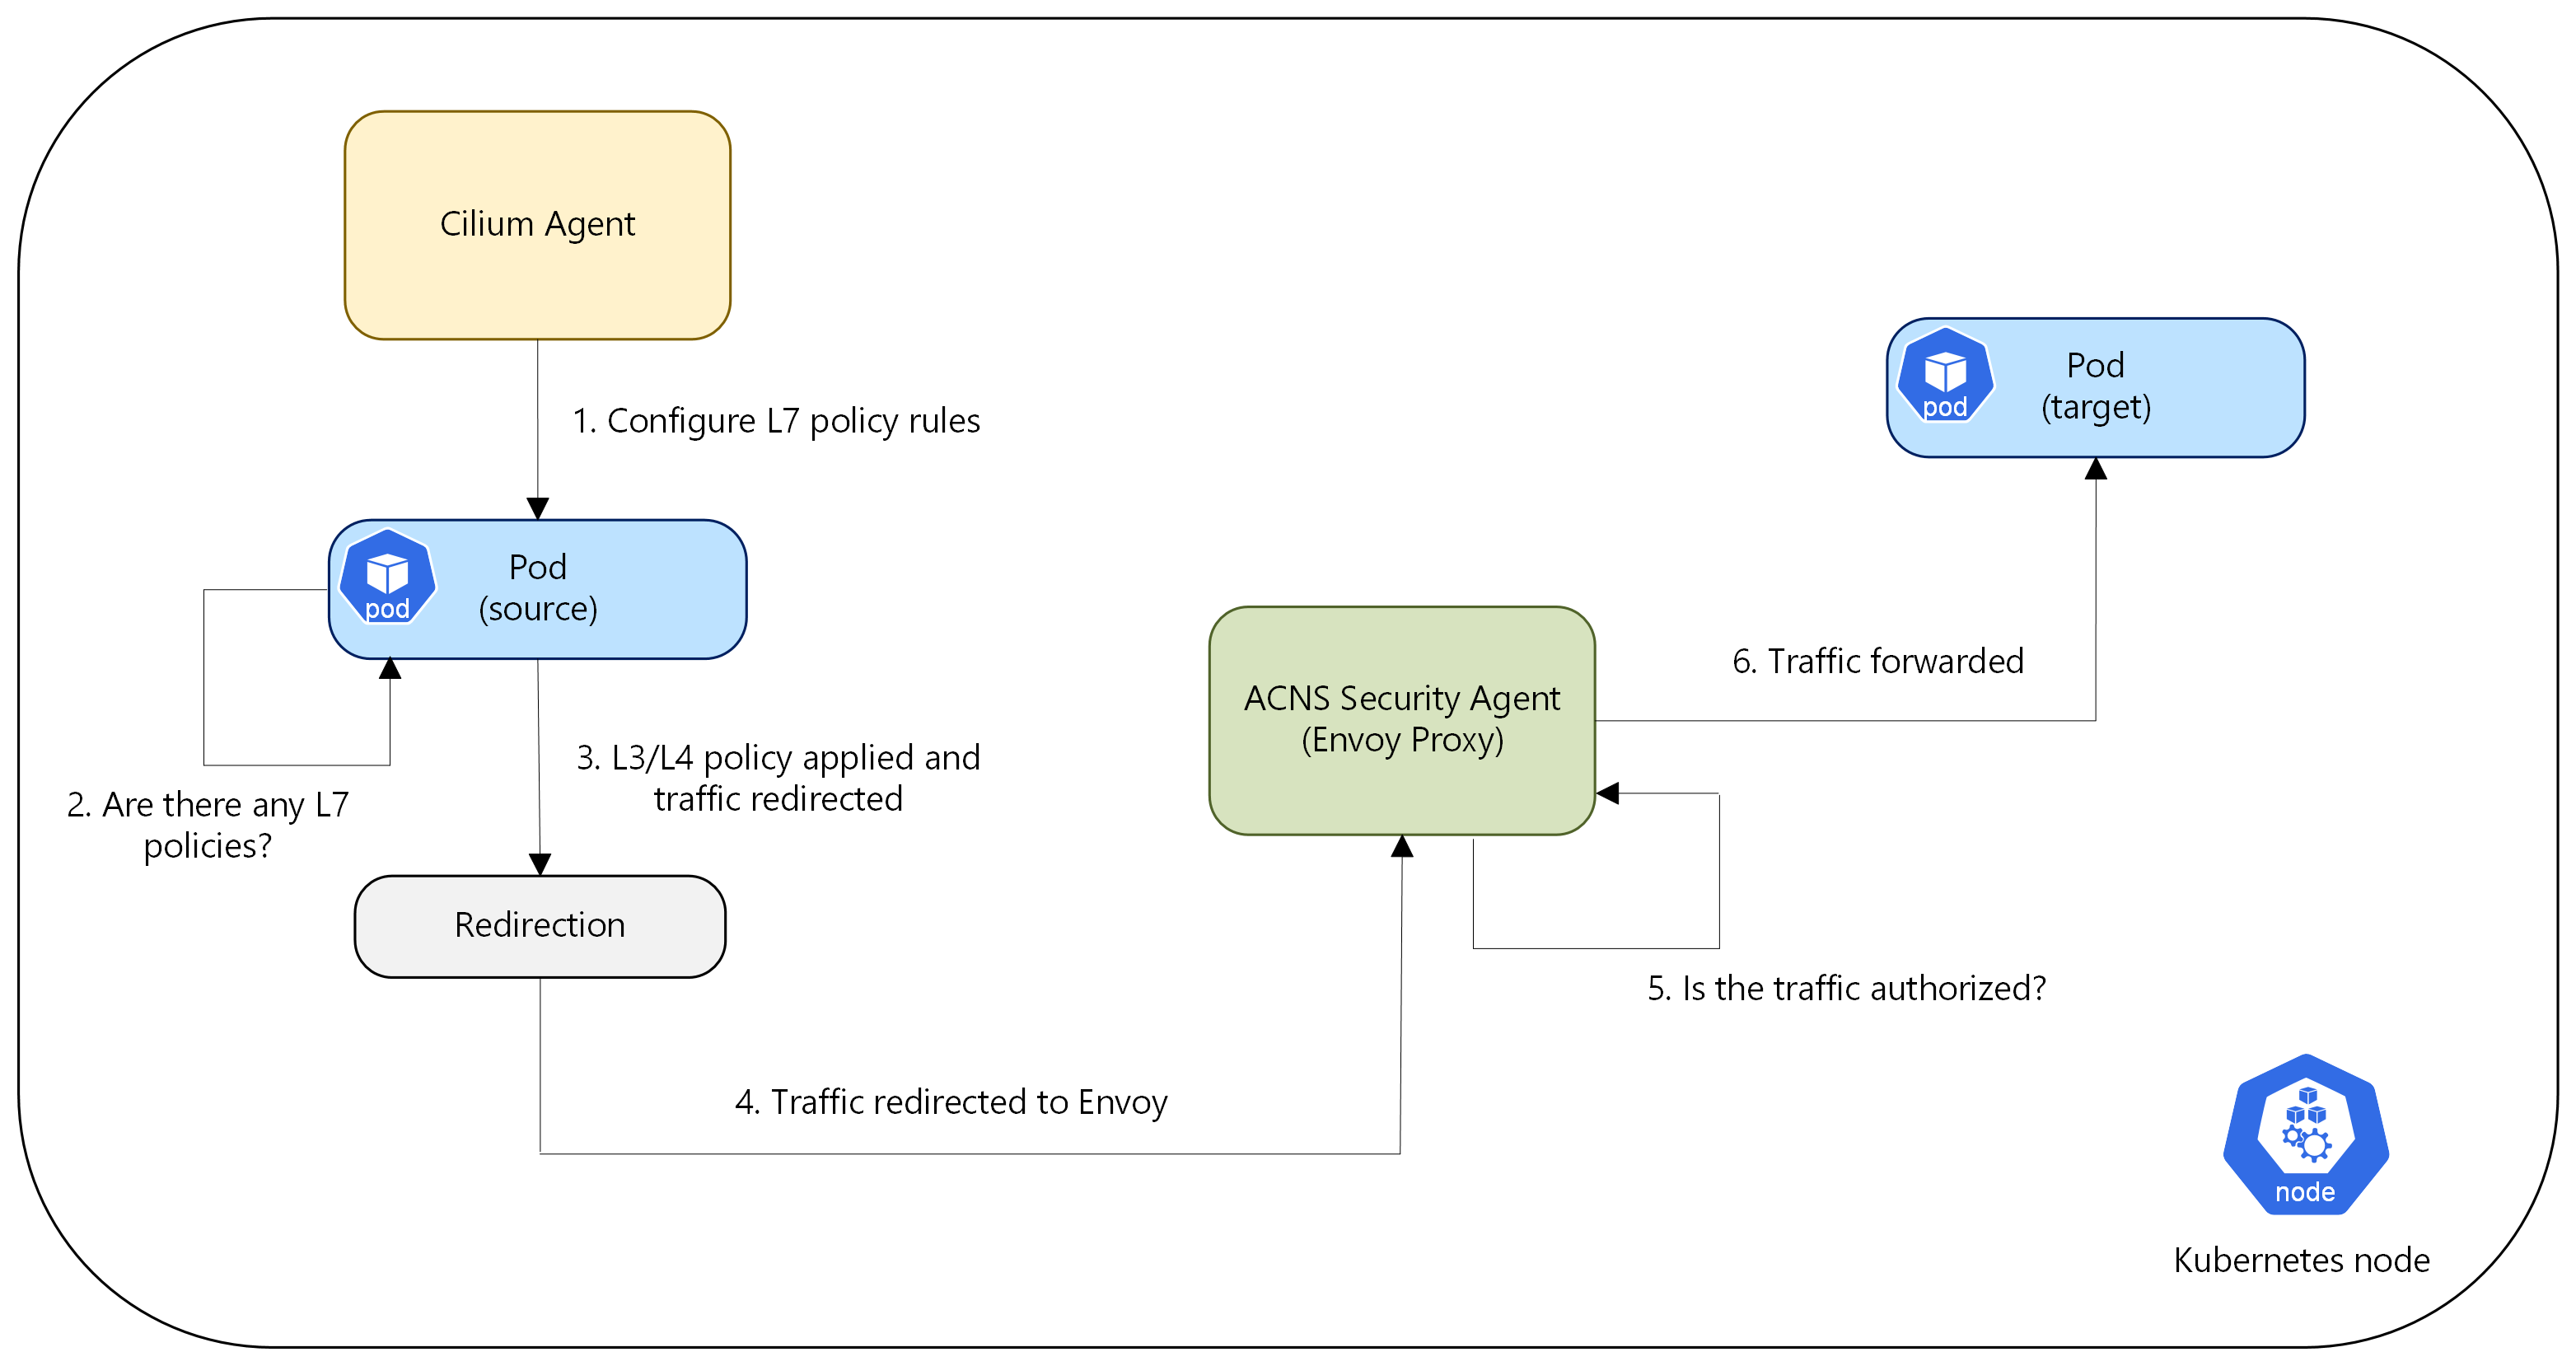 Cilium Agent
1. Configure L7 policy rules
pod
Pod
(source)
2. Are there any L7
policies?
3. L3/L4 policy applied and
traffic redirected
Redirection
4. Traffic redirected to Envoy
ACNS Security Agent
(Envoy Proxy)
5. Is the traffic authorized?
6. Traffic forwarded
pod
Pod
(target)
node
Kubernetes node